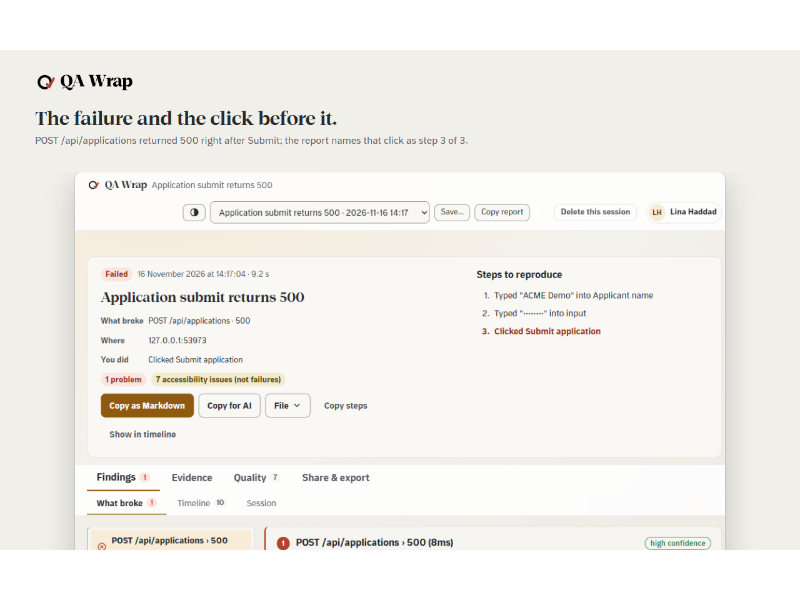 QA Wrap
The failure and the click before it.
POST /api/applications returned 500 right after Submit; the report names that click as step 3 of 3.
QA Wrap Application submit returns 500
Application submit returns 500 · 2026-11-16 14:17
Save...
Copy report
Delete this session
LH
Lina Haddad
Failed 16 November 2026 at 14:17:04 · 9.2 s
Application submit returns 500
What broke POST /api/applications · 500
Where 127.0.0.1:53973
You did Clicked Submit application
1 problem 7 accessibility issues (not failures)
Copy as Markdown
Copy for AI
File
Copy steps
Show in timeline
Steps to reproduce
1. Typed "ACME Demo" into Applicant name
2. Typed "········" into input
3. Clicked Submit application
Findings 1
Evidence
Quality 7
Share & export
What broke 1
Timeline 10
Session
POST /api/applications › 500
1 POST /api/applications › 500 (8ms)
high confidence